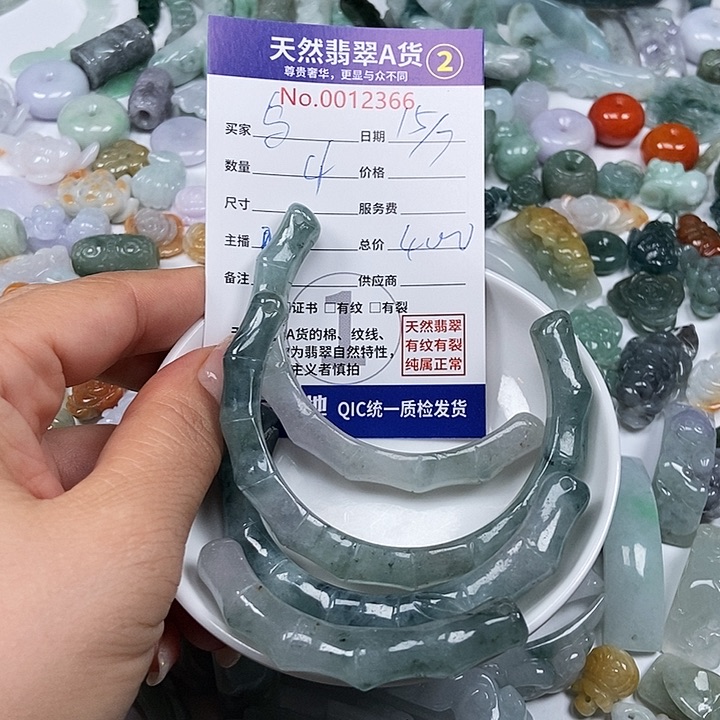 天然翡翠A货 2
尊贵奢华，更显与众不同
No.0012366
买家 日期 15/7
数量 4 价格
尺寸 服务费
主播 总价
备注 供应商
证书 □有纹 □有裂
A货的棉、纹线、
为翡翠自然特性，
主义者慎拍
1
天然翡翠
有纹有裂
纯属正常
地 QIC统一质检发货